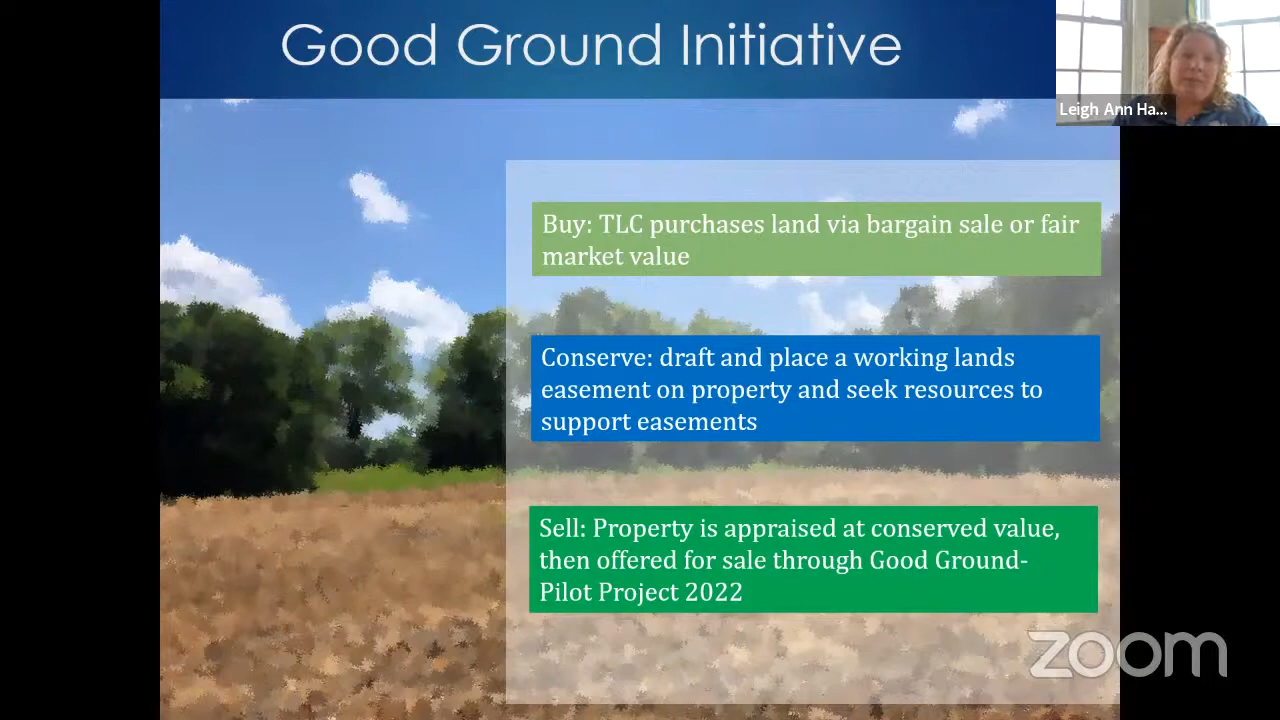 Good Ground Initiative
Leigh Ann Ha...
Buy: TLC purchases land via bargain sale or fair
market value
Conserve: draft and place a working lands
easement on property and seek resources to
support easements
Sell: Property is appraised at conserved value,
then offered for sale through Good Ground-
Pilot Project 2022
zoom